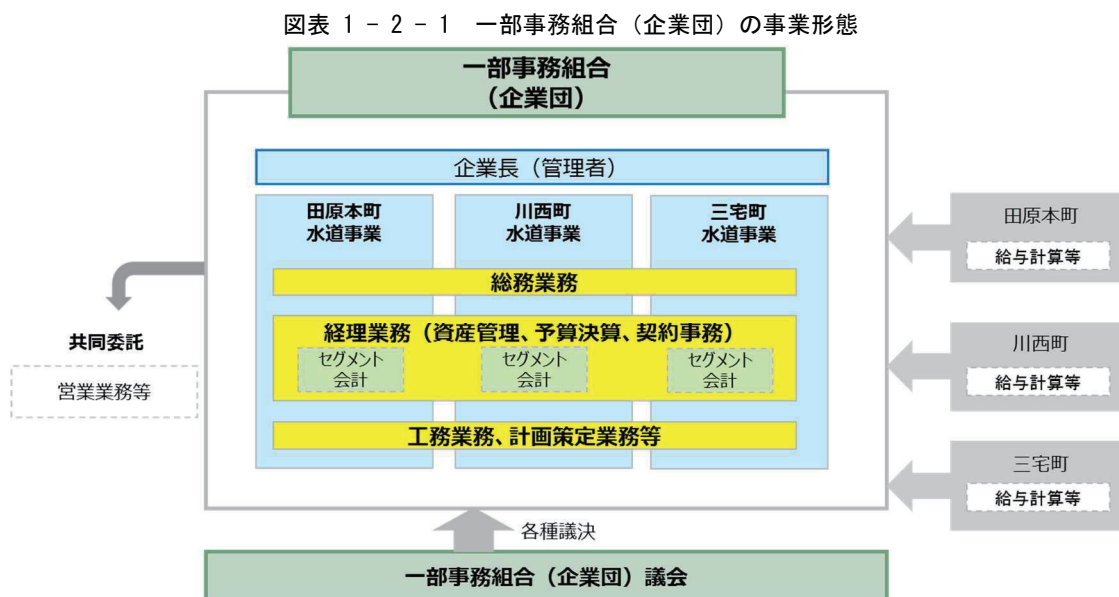 図表 1-2-1 一部事務組合（企業団）の事業形態
一部事務組合
（企業団）
企業長（管理者）
田原本町
水道事業
川西町
水道事業
三宅町
水道事業
総務業務
経理業務（資産管理、予算決算、契約事務）
セグメント
会計
セグメント
会計
セグメント
会計
工務業務、計画策定業務等
共同委託
営業業務等
田原本町
給与計算等
川西町
給与計算等
三宅町
給与計算等
各種議決
一部事務組合（企業団）議会